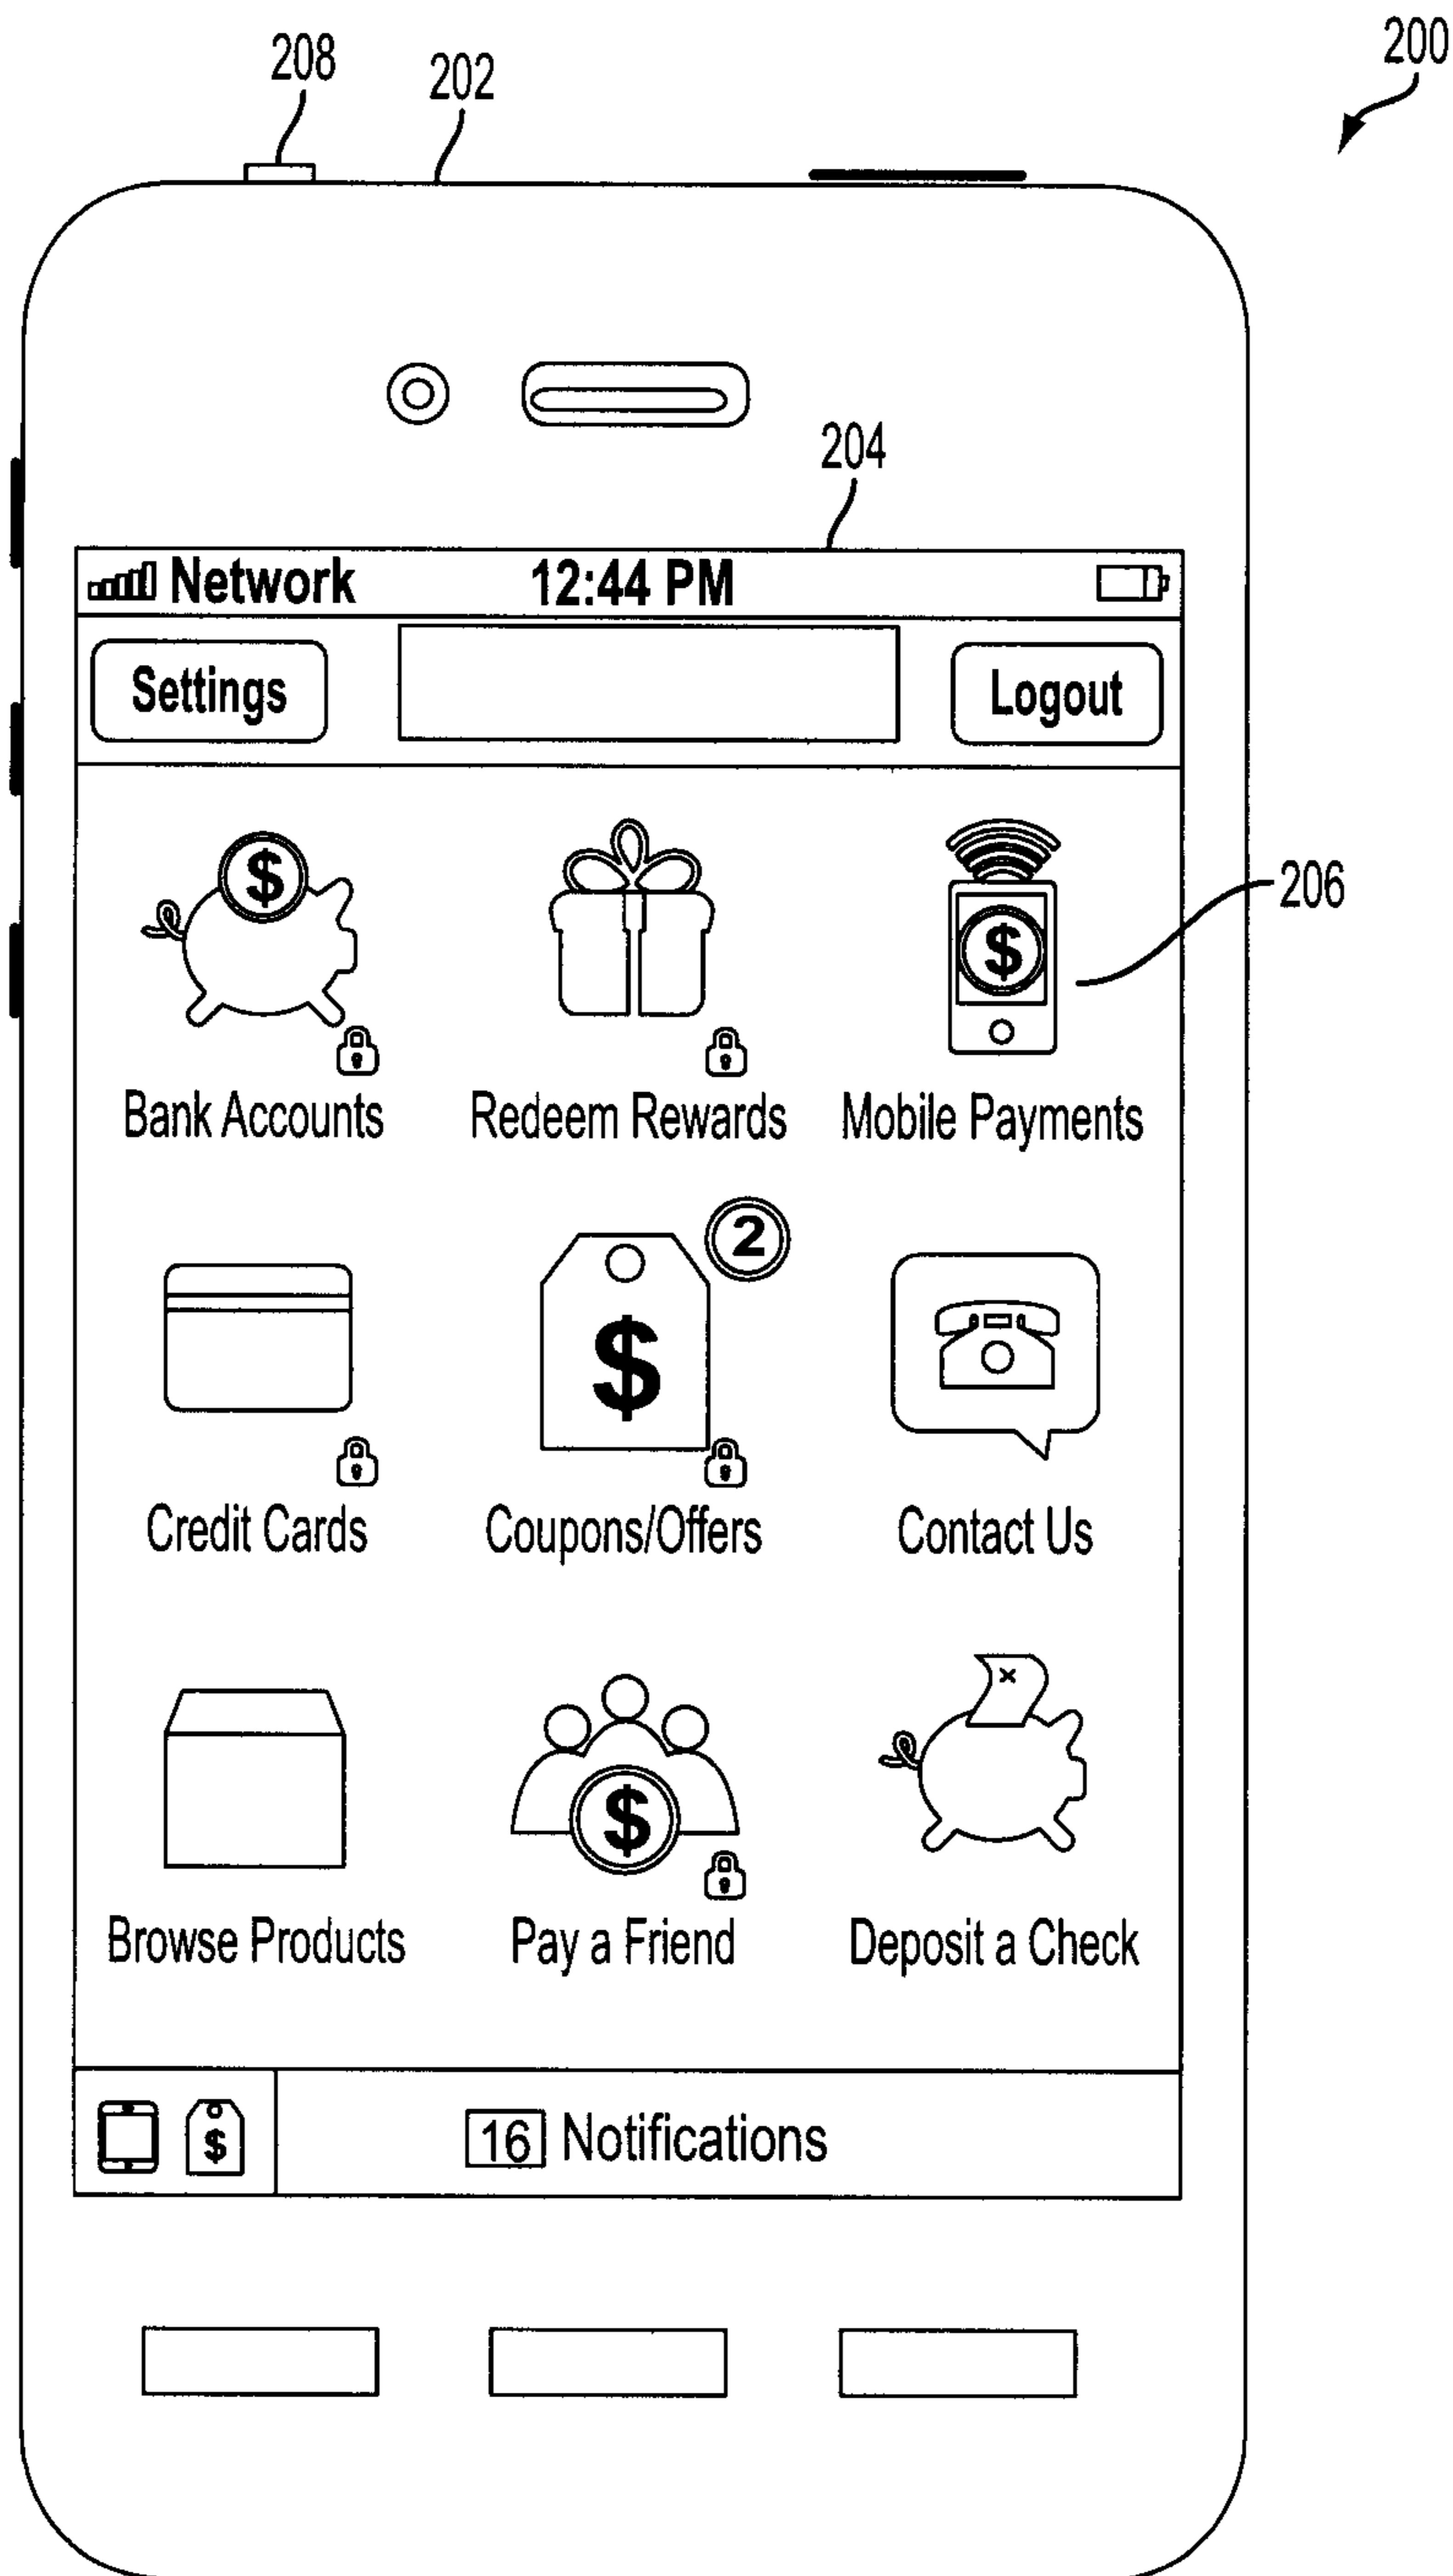 200
208
202
204
Network 12:44 PM
Settings Logout
$ $
206
Bank Accounts Redeem Rewards Mobile Payments
2
$
Credit Cards Coupons/Offers Contact Us
x
$
Browse Products Pay a Friend Deposit a Check
$ 16 Notifications